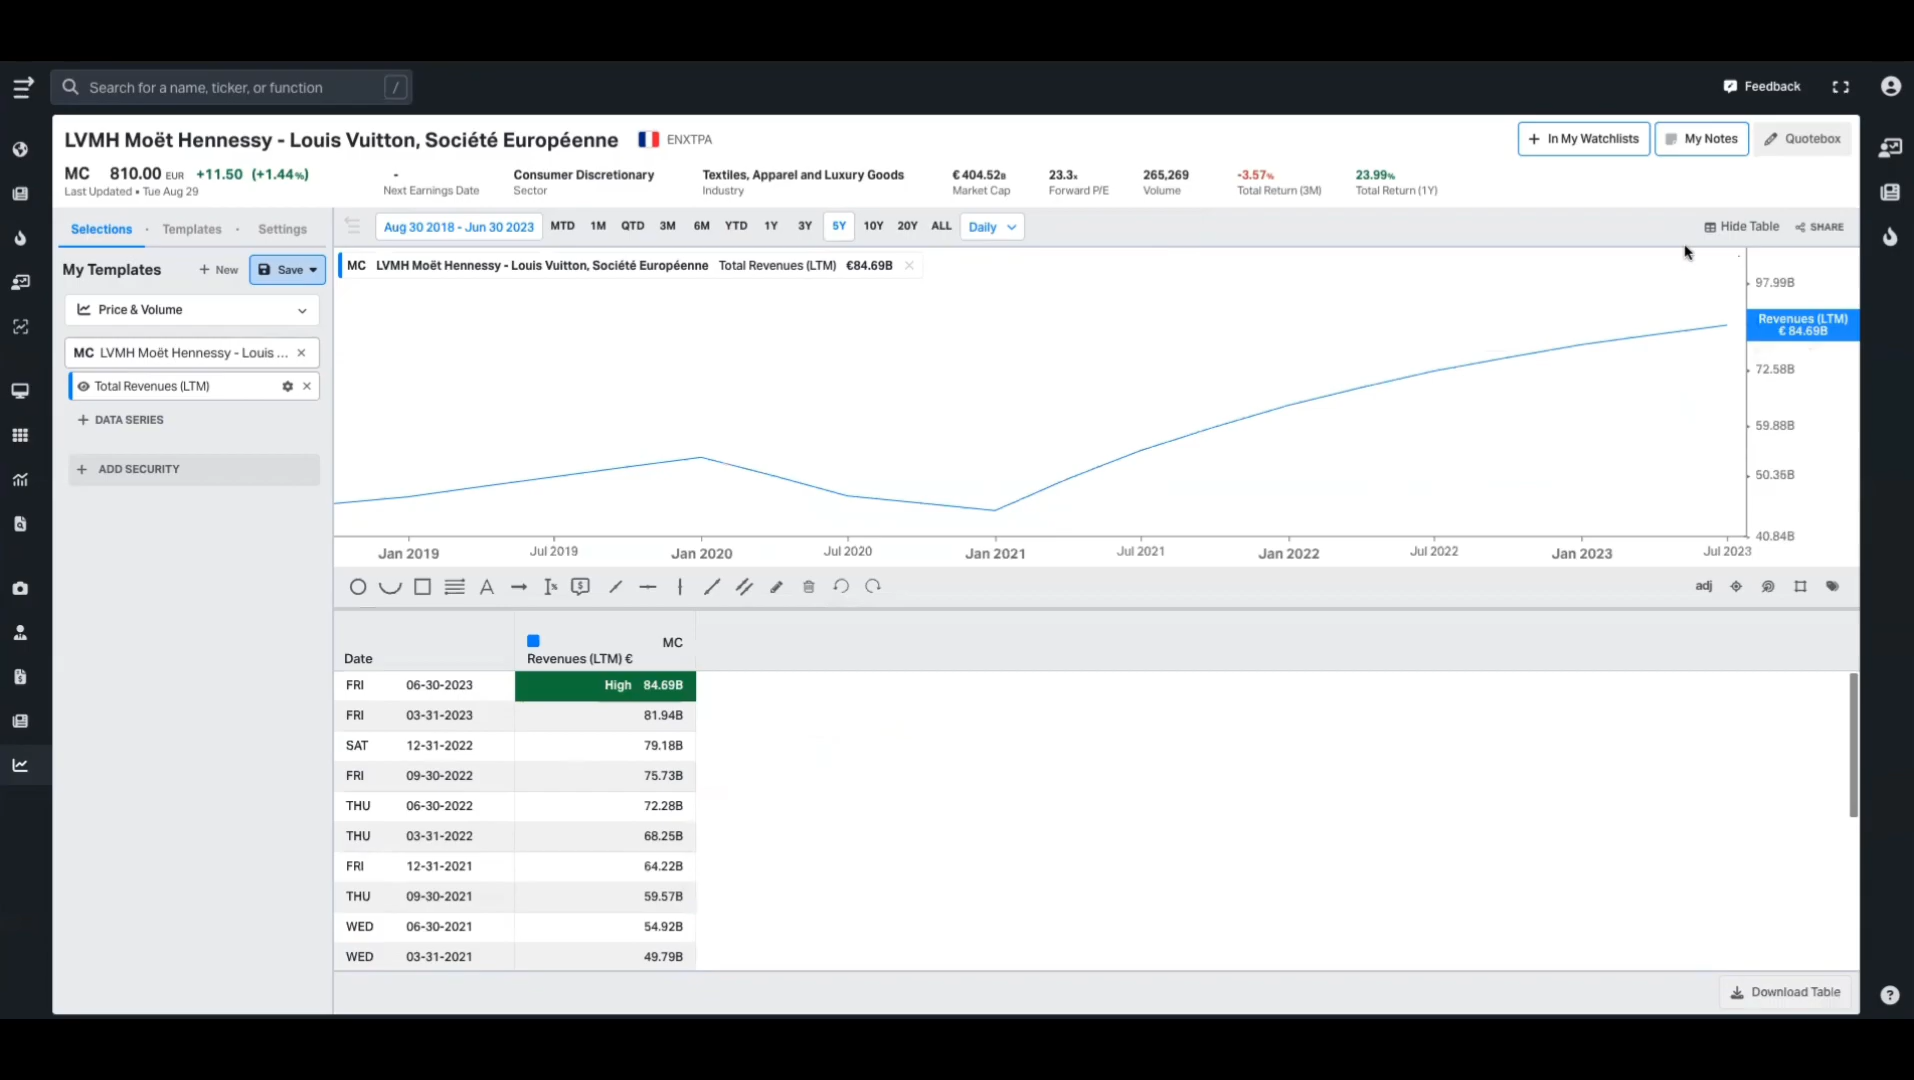 Search for a name, ticker, or function /
Feedback
LVMH Moët Hennessy - Louis Vuitton, Société Européenne ENXTPA
+ In My Watchlists My Notes Quotebox
MC 810.00 EUR +11.50 (+1.44%)
Last Updated • Tue Aug 29
-
Next Earnings Date
Consumer Discretionary
Sector
Textiles, Apparel and Luxury Goods
Industry
€ 404.52B
Market Cap
23.3x
Forward P/E
265,269
Volume
-3.57%
Total Return (3M)
23.99%
Total Return (1Y)
Selections · Templates · Settings
Aug 30 2018 - Jun 30 2023 MTD 1M QTD 3M 6M YTD 1Y 3Y 5Y 10Y 20Y ALL Daily
Hide Table SHARE
My Templates + New Save
Price & Volume
MC LVMH Moët Hennessy - Louis ... ×
Total Revenues (LTM) ×
+ DATA SERIES
+ ADD SECURITY
MC LVMH Moët Hennessy - Louis Vuitton, Société Européenne Total Revenues (LTM) €84.69B ×
97.99B
Revenues (LTM)
€ 84.69B
72.58B
59.88B
50.36B
40.84B
Jan 2019 Jul 2019 Jan 2020 Jul 2020 Jan 2021 Jul 2021 Jan 2022 Jul 2022 Jan 2023 Jul 2023
adj
MC
Date Revenues (LTM) €
FRI 06-30-2023 High 84.69B
FRI 03-31-2023 81.94B
SAT 12-31-2022 79.18B
FRI 09-30-2022 75.73B
THU 06-30-2022 72.28B
THU 03-31-2022 68.25B
FRI 12-31-2021 64.22B
THU 09-30-2021 59.57B
WED 06-30-2021 54.92B
WED 03-31-2021 49.79B
Download Table